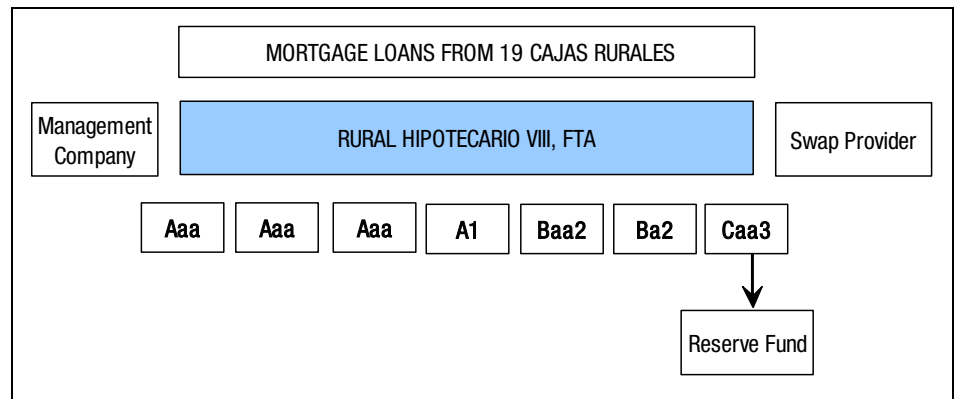 MORTGAGE LOANS FROM 19 CAJAS RURALES
Management
Company
RURAL HIPOTECARIO VIII, FTA
Swap Provider
Aaa
Aaa
Aaa
A1
Baa2
Ba2
Caa3
Reserve Fund